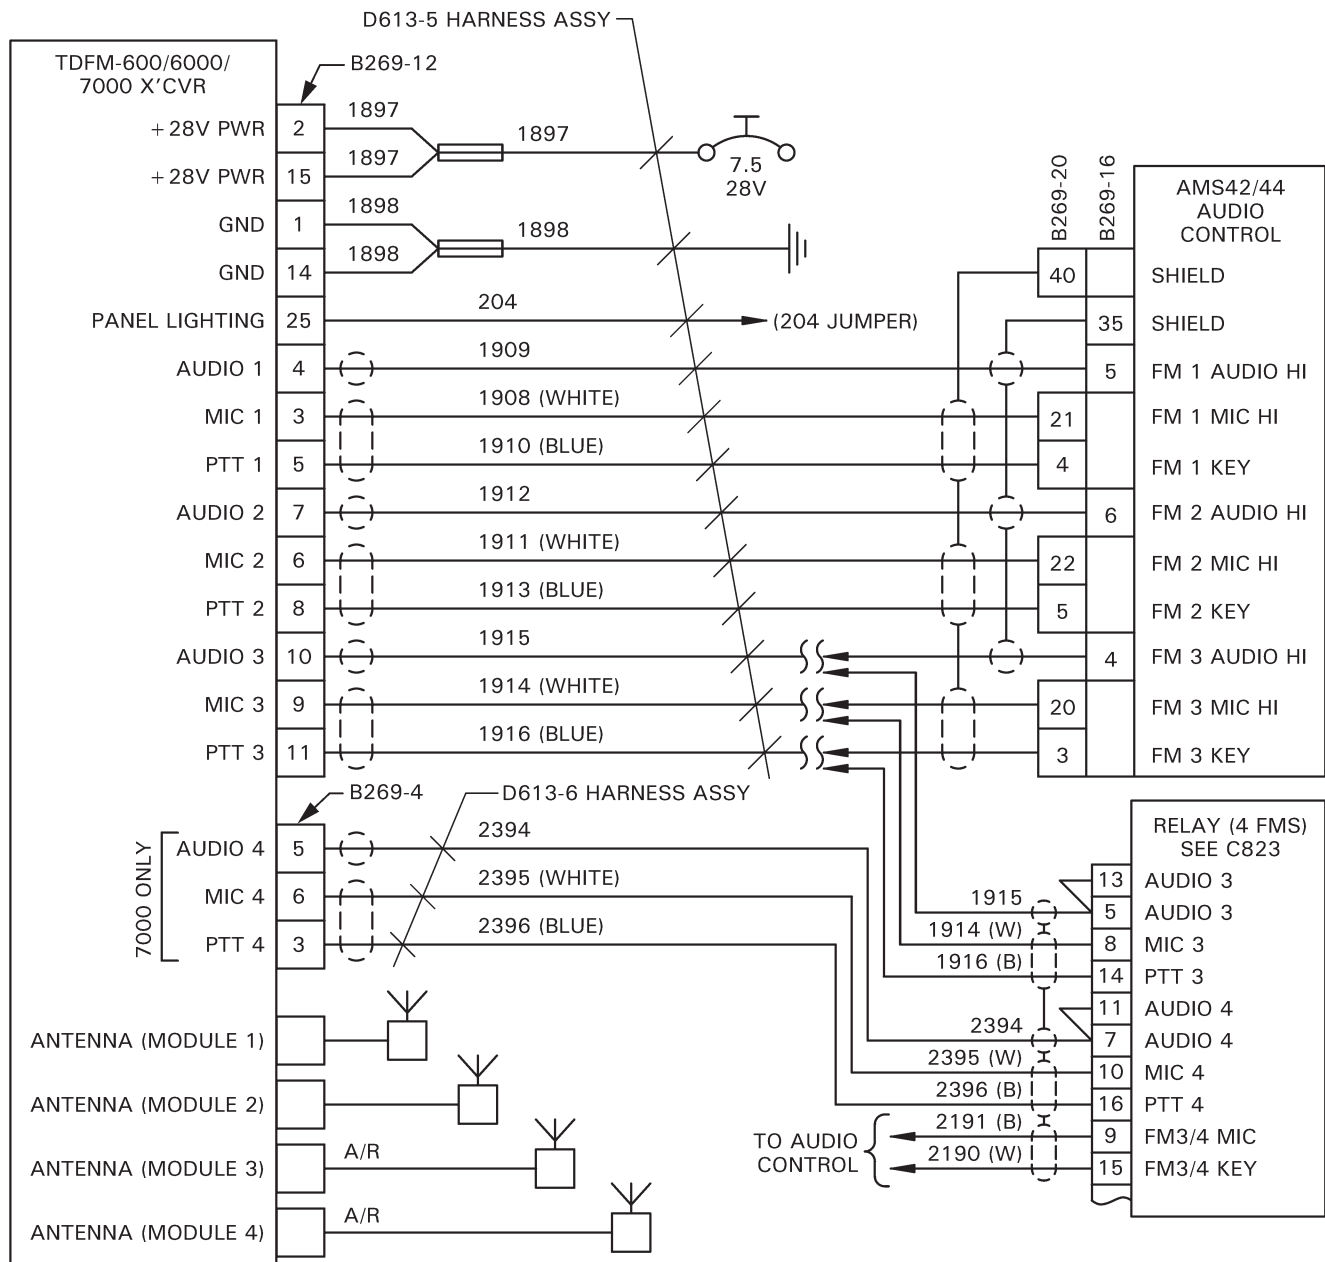 D613-5 HARNESS ASSY
TDFM-600/6000/
7000 X'CVR
B269-12
+28V PWR 2 1897 1897
7.5
28V
+28V PWR 15 1897
GND 1 1898 1898
GND 14 1898
PANEL LIGHTING 25 204 (204 JUMPER)
AUDIO 1 4 1909
MIC 1 3 1908 (WHITE)
PTT 1 5 1910 (BLUE)
AUDIO 2 7 1912
MIC 2 6 1911 (WHITE)
PTT 2 8 1913 (BLUE)
AUDIO 3 10 1915
MIC 3 9 1914 (WHITE)
PTT 3 11 1916 (BLUE)
B269-20
B269-16
AMS42/44
AUDIO
CONTROL
40 SHIELD
35 SHIELD
5 FM 1 AUDIO HI
21 FM 1 MIC HI
4 FM 1 KEY
6 FM 2 AUDIO HI
22 FM 2 MIC HI
5 FM 2 KEY
4 FM 3 AUDIO HI
20 FM 3 MIC HI
3 FM 3 KEY
B269-4
D613-6 HARNESS ASSY
7000 ONLY
AUDIO 4 5 2394
MIC 4 6 2395 (WHITE)
PTT 4 3 2396 (BLUE)
RELAY (4 FMS)
SEE C823
13 AUDIO 3
1915 5 AUDIO 3
1914 (W) 8 MIC 3
1916 (B) 14 PTT 3
11 AUDIO 4
2394 7 AUDIO 4
2395 (W) 10 MIC 4
2396 (B) 16 PTT 4
2191 (B) 9 FM3/4 MIC
2190 (W) 15 FM3/4 KEY
TO AUDIO
CONTROL
ANTENNA (MODULE 1)
ANTENNA (MODULE 2)
ANTENNA (MODULE 3) A/R
ANTENNA (MODULE 4) A/R